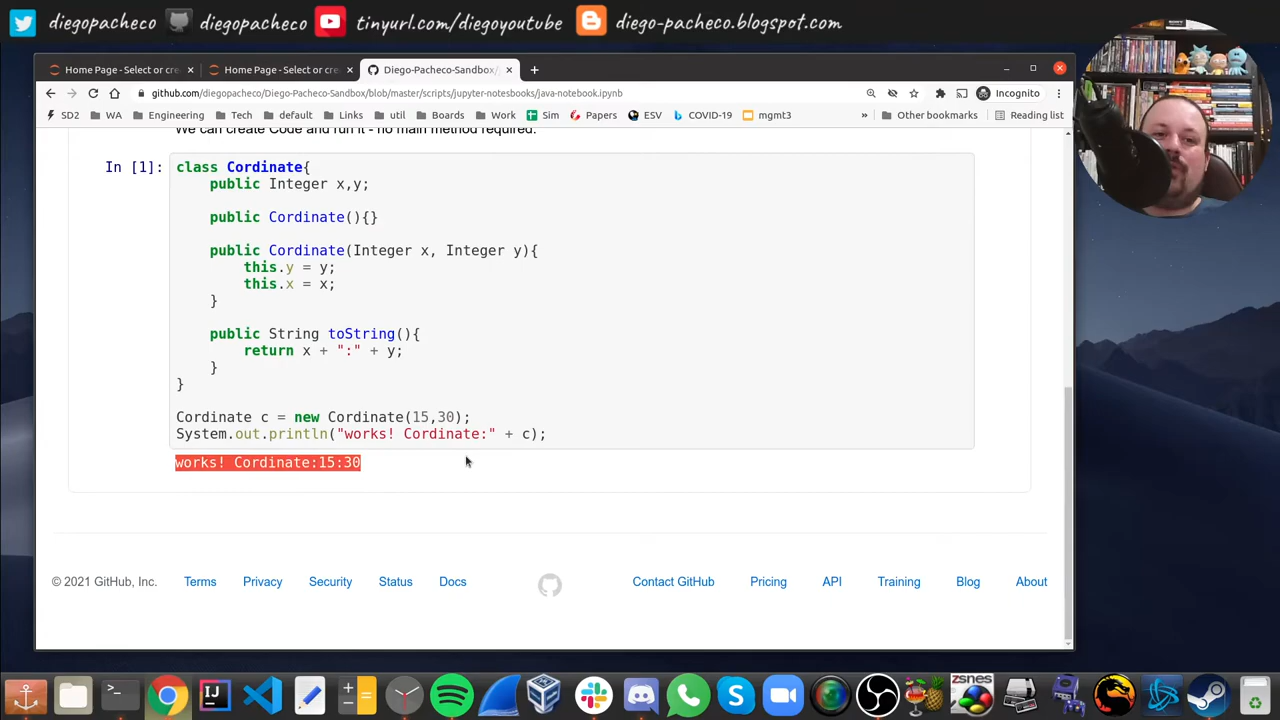 diegopacheco diegopacheco tinyurl.com/diegoyoutube diego-pacheco.blogspot.com
Home Page - Select or cre Home Page - Select or cre Diego-Pacheco-Sandbox/
github.com/diegopacheco/Diego-Pacheco-Sandbox/blob/master/scripts/jupyter-notesbooks/java-notebook.ipynb Incognito
SD2 WA Engineering Tech default Links util Boards Work Sim Papers ESV COVID-19 mgmt3 » Other bookmarks Reading list
We can create Code and run it - no main method required.
In [1]: class Cordinate{
public Integer x,y;
public Cordinate(){}
public Cordinate(Integer x, Integer y){
this.y = y;
this.x = x;
}
public String toString(){
return x + ":" + y;
}
}
Cordinate c = new Cordinate(15,30);
System.out.println("works! Cordinate:" + c);
works! Cordinate:15:30
© 2021 GitHub, Inc. Terms Privacy Security Status Docs Contact GitHub Pricing API Training Blog About
zsnes